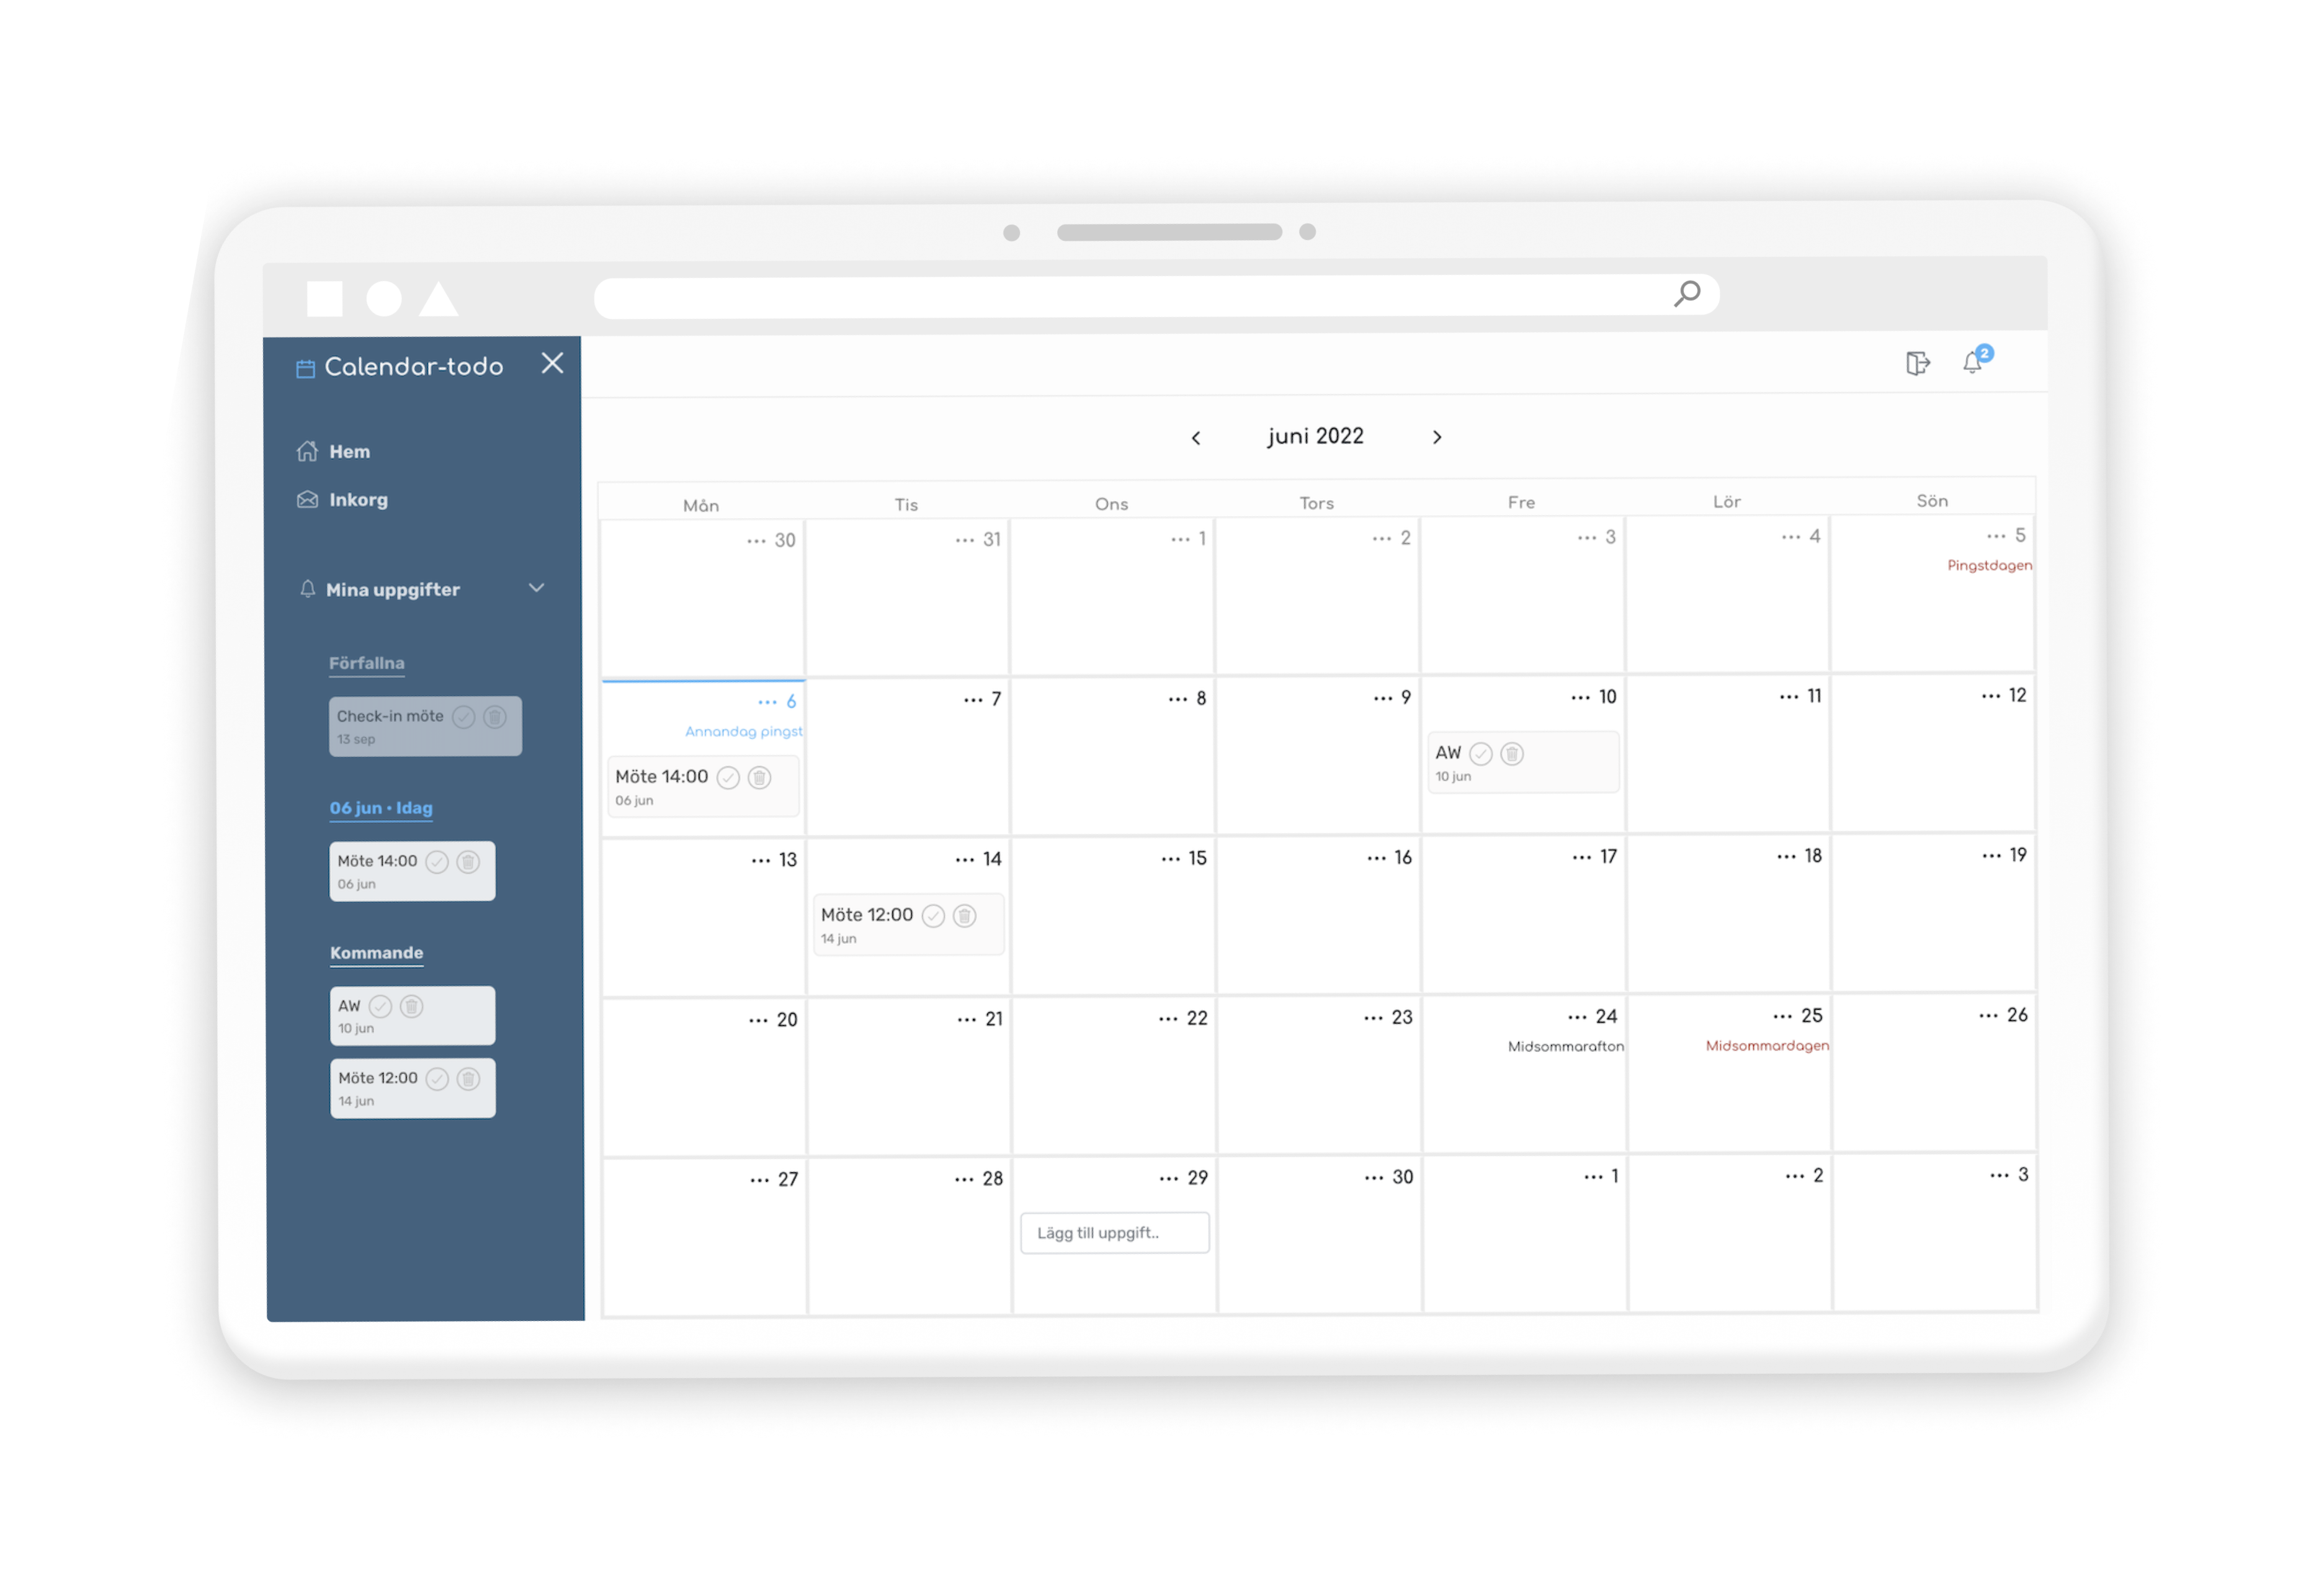 Calendar-todo
2
Hem
Inkorg
Mina uppgifter
Förfallna
Check-in möte
13 sep
06 jun • Idag
Möte 14:00
06 jun
Kommande
AW
10 jun
Möte 12:00
14 jun
juni 2022
Mån Tis Ons Tors Fre Lör Sön
••• 30 ••• 31 ••• 1 ••• 2 ••• 3 ••• 4 ••• 5
Pingstdagen
••• 6 ••• 7 ••• 8 ••• 9 ••• 10 ••• 11 ••• 12
Annandag pingst
Möte 14:00
06 jun
AW
10 jun
••• 13 ••• 14 ••• 15 ••• 16 ••• 17 ••• 18 ••• 19
Möte 12:00
14 jun
••• 20 ••• 21 ••• 22 ••• 23 ••• 24 ••• 25 ••• 26
Midsommarafton Midsommardagen
••• 27 ••• 28 ••• 29 ••• 30 ••• 1 ••• 2 ••• 3
Lägg till uppgift..